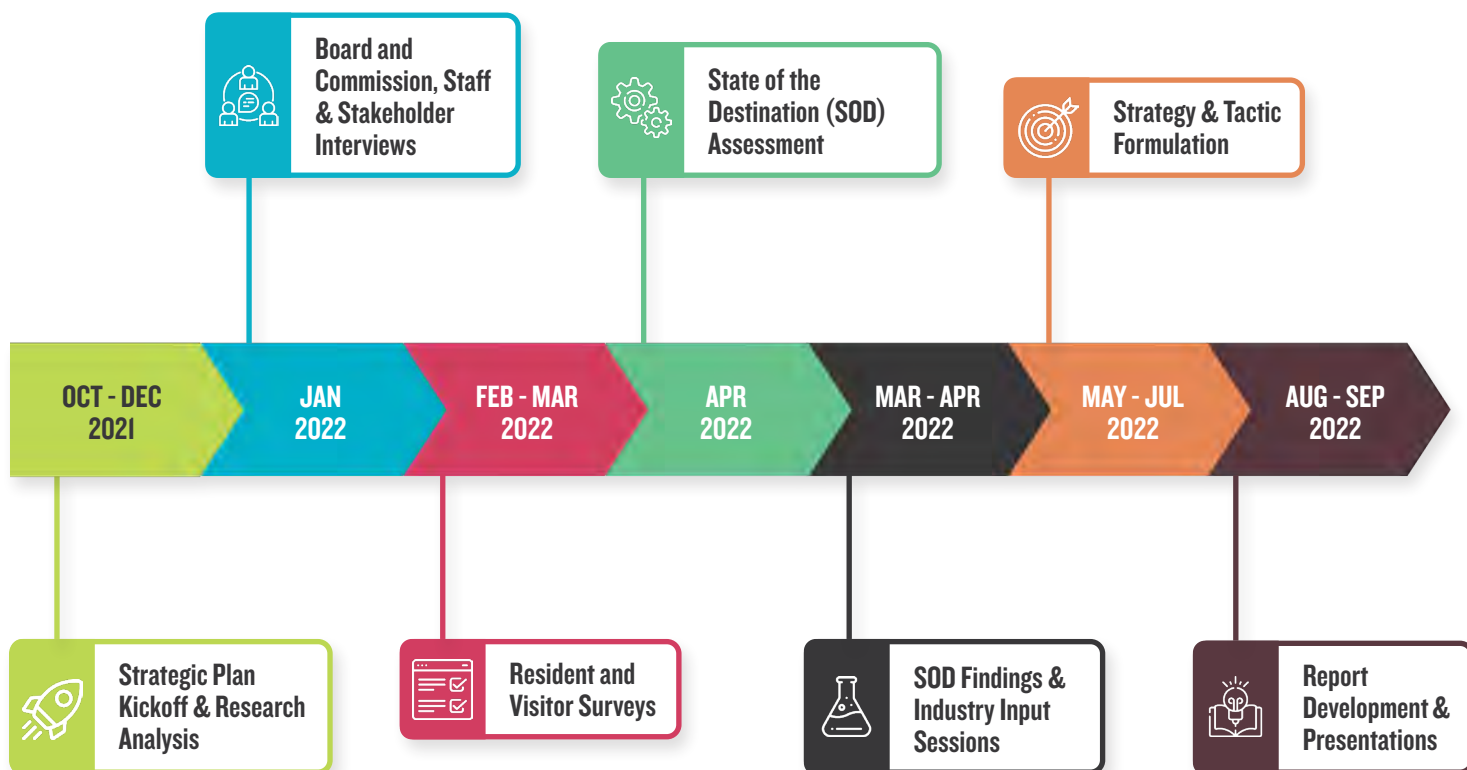 Board and
Commission, Staff
& Stakeholder
Interviews
State of the
Destination (SOD)
Assessment
Strategy & Tactic
Formulation
OCT - DEC
2021
JAN
2022
FEB - MAR
2022
APR
2022
MAR - APR
2022
MAY - JUL
2022
AUG - SEP
2022
Strategic Plan
Kickoff & Research
Analysis
Resident and
Visitor Surveys
SOD Findings &
Industry Input
Sessions
Report
Development &
Presentations